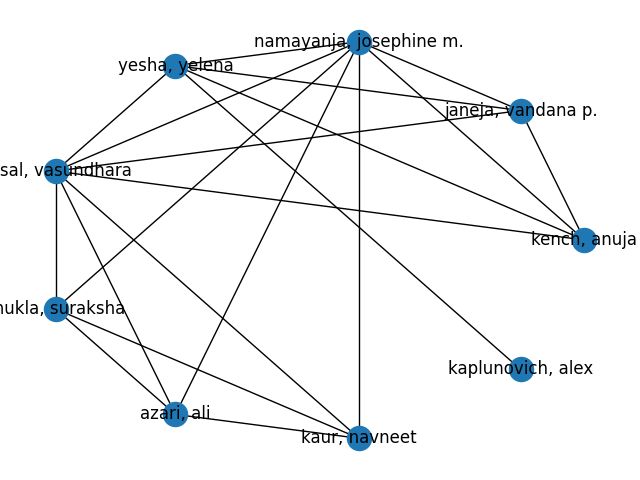 namayanja, josephine m.
yesha, yelena
janeja, vandana p.
sal, vasundhara
kench, anuja
hukla, suraksha
kaplunovich, alex
azari, ali
kaur, navneet